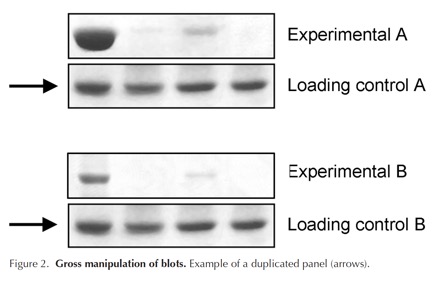 Experimental A
Loading control A
Experimental B
Loading control B
Figure 2. Gross manipulation of blots. Example of a duplicated panel (arrows).